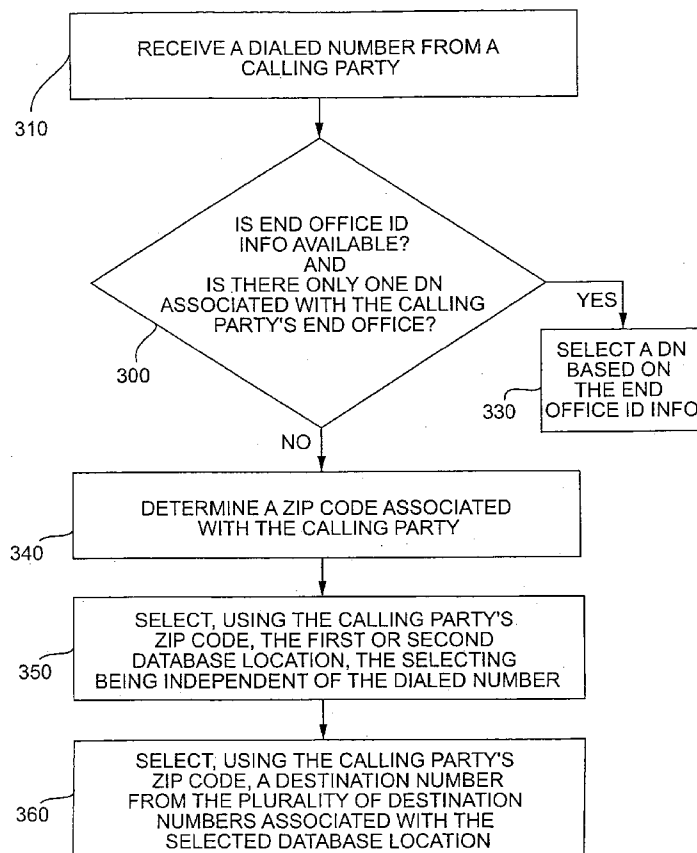 RECEIVE A DIALED NUMBER FROM A
CALLING PARTY
310
IS END OFFICE ID
INFO AVAILABLE?
AND
IS THERE ONLY ONE DN
ASSOCIATED WITH THE CALLING
PARTY'S END OFFICE?
300
YES
SELECT A DN
BASED ON
THE END
OFFICE ID INFO
330
NO
DETERMINE A ZIP CODE ASSOCIATED
WITH THE CALLING PARTY
340
SELECT, USING THE CALLING PARTY'S
ZIP CODE, THE FIRST OR SECOND
DATABASE LOCATION, THE SELECTING
BEING INDEPENDENT OF THE DIALED NUMBER
350
SELECT, USING THE CALLING PARTY'S
ZIP CODE, A DESTINATION NUMBER
FROM THE PLURALITY OF DESTINATION
NUMBERS ASSOCIATED WITH THE
SELECTED DATABASE LOCATION
360